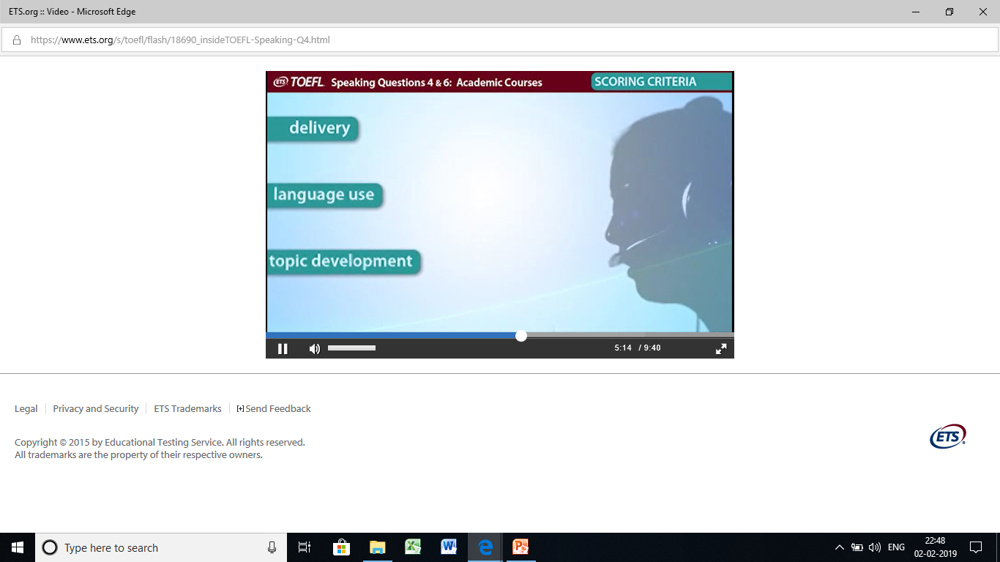 ETS.org :: Video - Microsoft Edge
https://www.ets.org/s/toefl/flash/18690_insideTOEFL-Speaking-Q4.html
ETS TOEFL Speaking Questions 4 & 6: Academic Courses SCORING CRITERIA
delivery
language use
topic development
5:14 / 9:40
Legal Privacy and Security ETS Trademarks [+] Send Feedback
Copyright © 2015 by Educational Testing Service. All rights reserved.
All trademarks are the property of their respective owners.
ETS®
Type here to search
ENG
22:48
02-02-2019